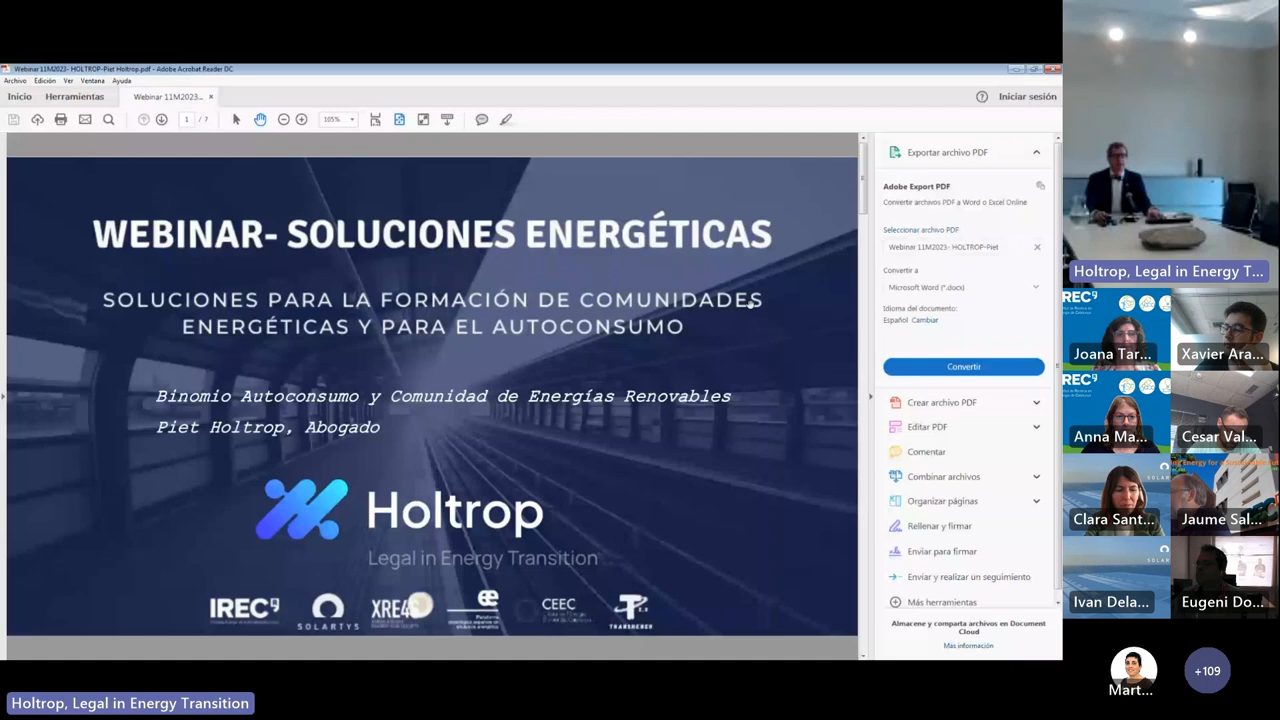 Webinar 11M2023- HOLTROP-Piet Holtrop.pdf - Adobe Acrobat Reader DC
Archivo Edición Ver Ventana Ayuda
Inicio Herramientas Webinar 11M2023... × Iniciar sesión
1 / 7 105%
WEBINAR- SOLUCIONES ENERGÉTICAS
SOLUCIONES PARA LA FORMACIÓN DE COMUNIDADES
ENERGÉTICAS Y PARA EL AUTOCONSUMO
Binomio Autoconsumo y Comunidad de Energías Renovables
Piet Holtrop, Abogado
Holtrop
Legal in Energy Transition
IREC
SOLARTYS
XRE4S
CEEC
TRANSENER
Exportar archivo PDF
Adobe Export PDF
Convertir archivos PDF a Word o Excel Online
Seleccionar archivo PDF
Webinar 11M2023- HOLTROP-Piet
Convertir a
Microsoft Word (*.docx)
Idioma del documento:
Español Cambiar
Convertir
Crear archivo PDF
Editar PDF
Comentar
Combinar archivos
Organizar páginas
Rellenar y firmar
Enviar para firmar
Enviar y realizar un seguimiento
Más herramientas
Almacene y comparta archivos en Document
Cloud
Más información
Holtrop, Legal in Energy T...
IREC
Joana Tar... Xavier Ara...
IREC
Anna Ma... Cesar Val...
Clara Sant... Jaume Sal...
Ivan Dela... Eugeni Do...
Mart... +109
Holtrop, Legal in Energy Transition